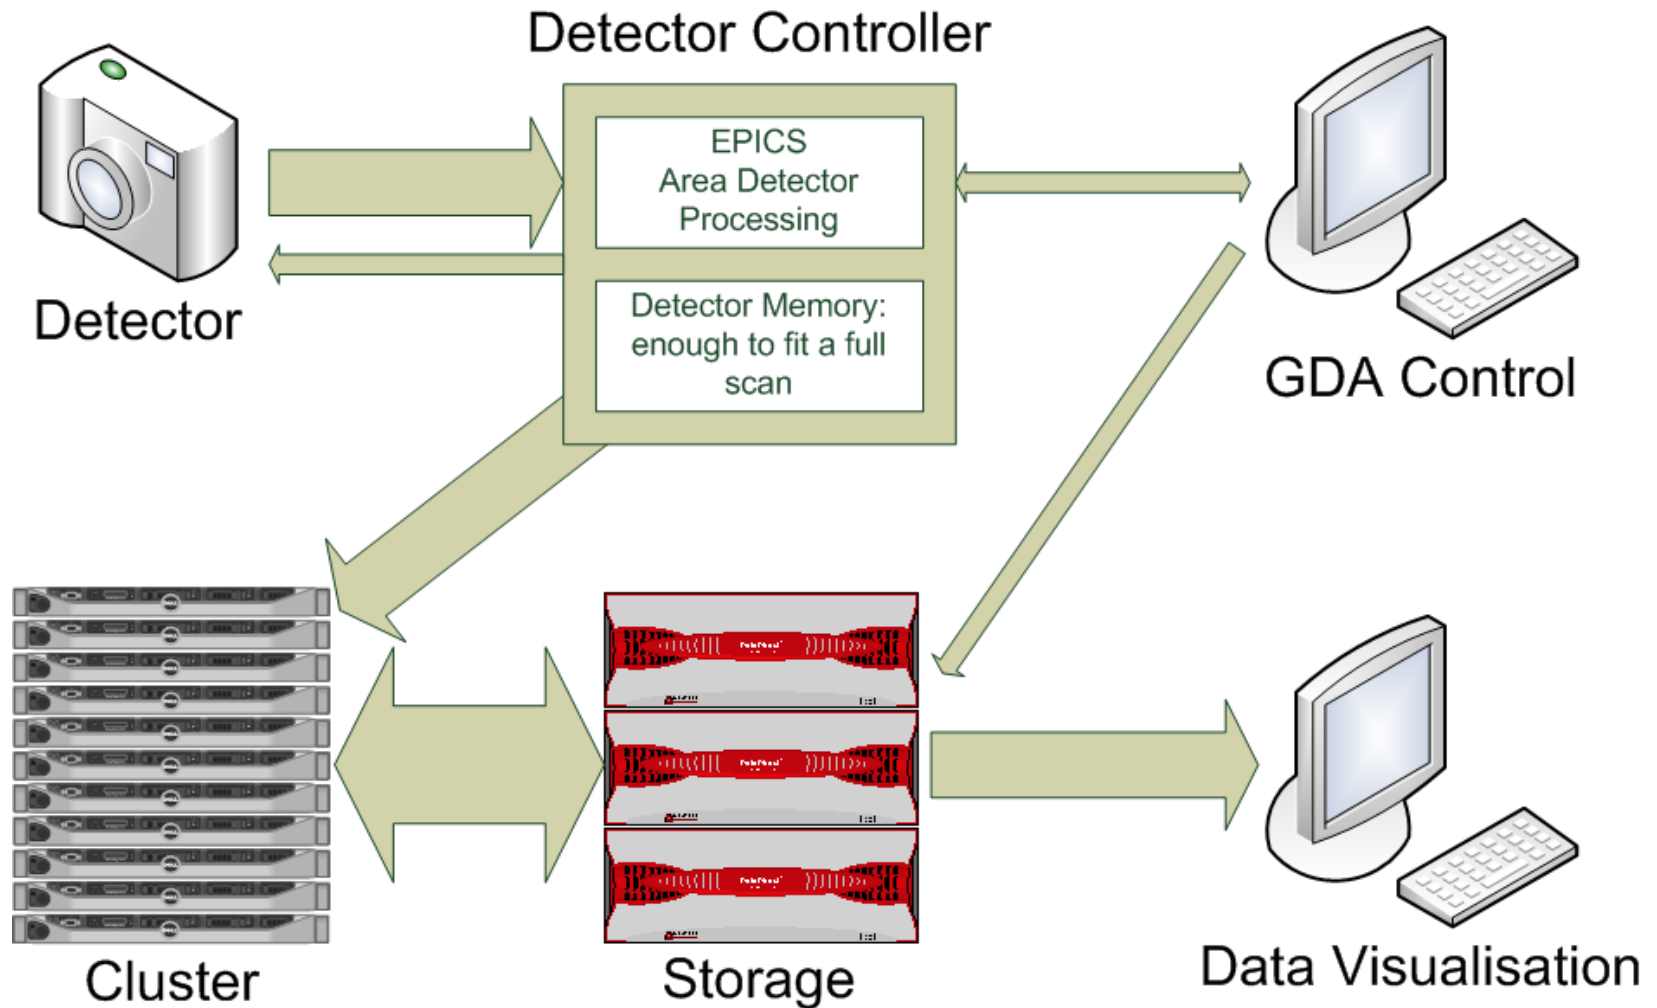 Detector Controller
EPICS
Area Detector
Processing
Detector Memory:
enough to fit a full
scan
Detector
GDA Control
Cluster
Storage
Data Visualisation